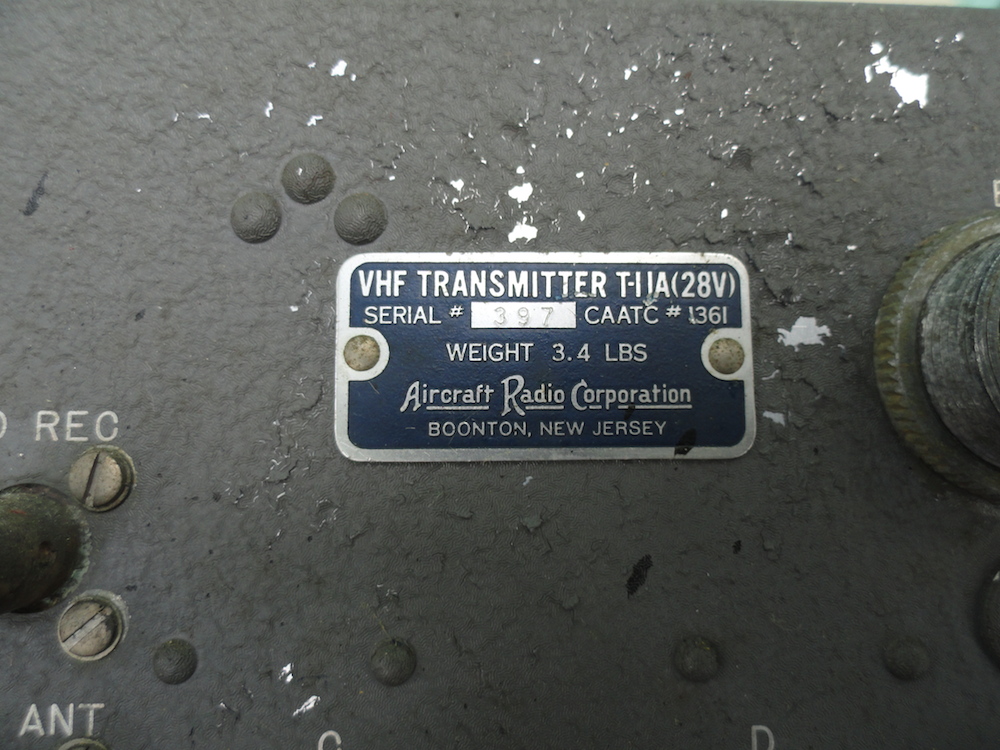 VHF TRANSMITTER T-11A(28V)
SERIAL # 397 CAATC # 1361
WEIGHT 3.4 LBS
Aircraft Radio Corporation
BOONTON, NEW JERSEY
REC
ANT
C
D